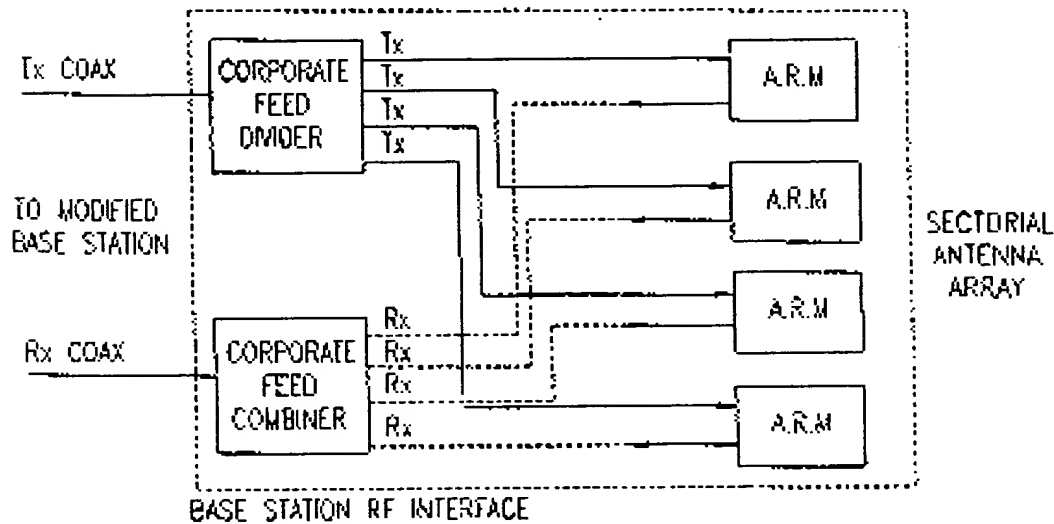 Tx COAX
CORPORATE
FEED
DIVIDER
Tx
Tx
Tx
Tx
A.R.M
A.R.M
A.R.M
A.R.M
TO MODIFIED
BASE STATION
SECTORIAL
ANTENNA
ARRAY
Rx COAX
CORPORATE
FEED
COMBINER
Rx
Rx
Rx
Rx
BASE STATION RF INTERFACE